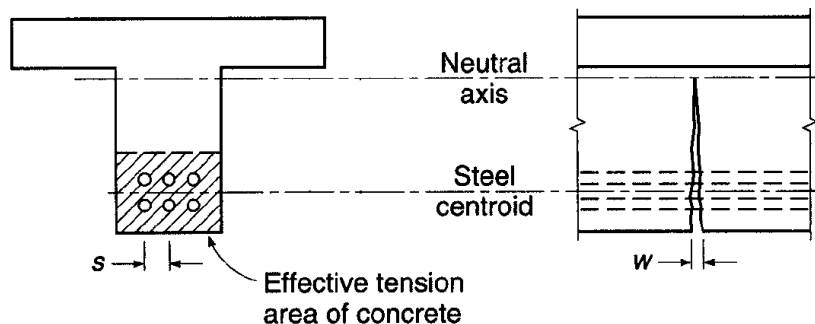 Neutral
axis
Steel
centroid
s
w
Effective tension
area of concrete